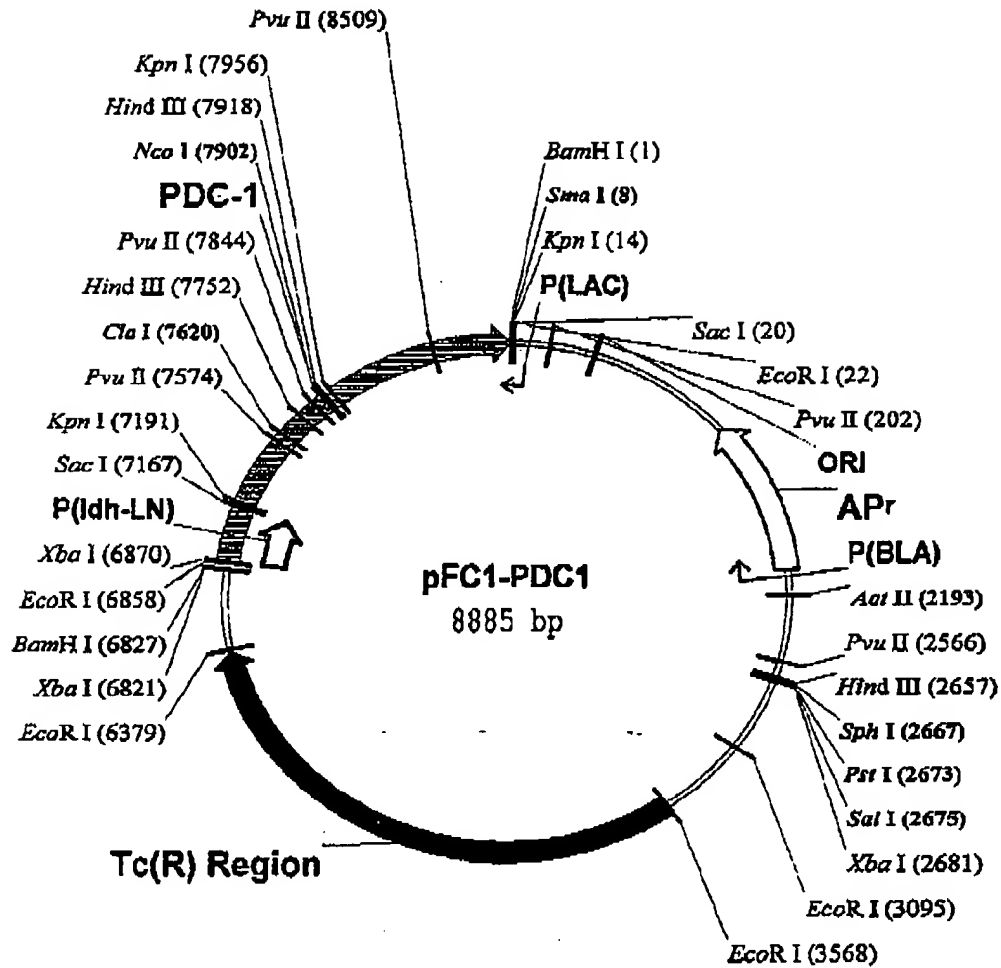 Pvu II (8509)
Kpn I (7956)
Hind III (7918)
Nco I (7902)
PDC-1
Pvu II (7844)
Hind III (7752)
Cla I (7620)
Pvu II (7574)
Kpn I (7191)
Sac I (7167)
P(ldh-LN)
Xba I (6870)
EcoR I (6858)
BamH I (6827)
Xba I (6821)
EcoR I (6379)
Tc(R) Region
BamH I (1)
Sma I (8)
Kpn I (14)
P(LAC)
Sac I (20)
EcoR I (22)
Pvu II (202)
ORI
APr
P(BLA)
Aat II (2193)
Pvu II (2566)
Hind III (2657)
Sph I (2667)
Pst I (2673)
Sal I (2675)
Xba I (2681)
EcoR I (3095)
EcoR I (3568)
pFC1-PDC1
8885 bp